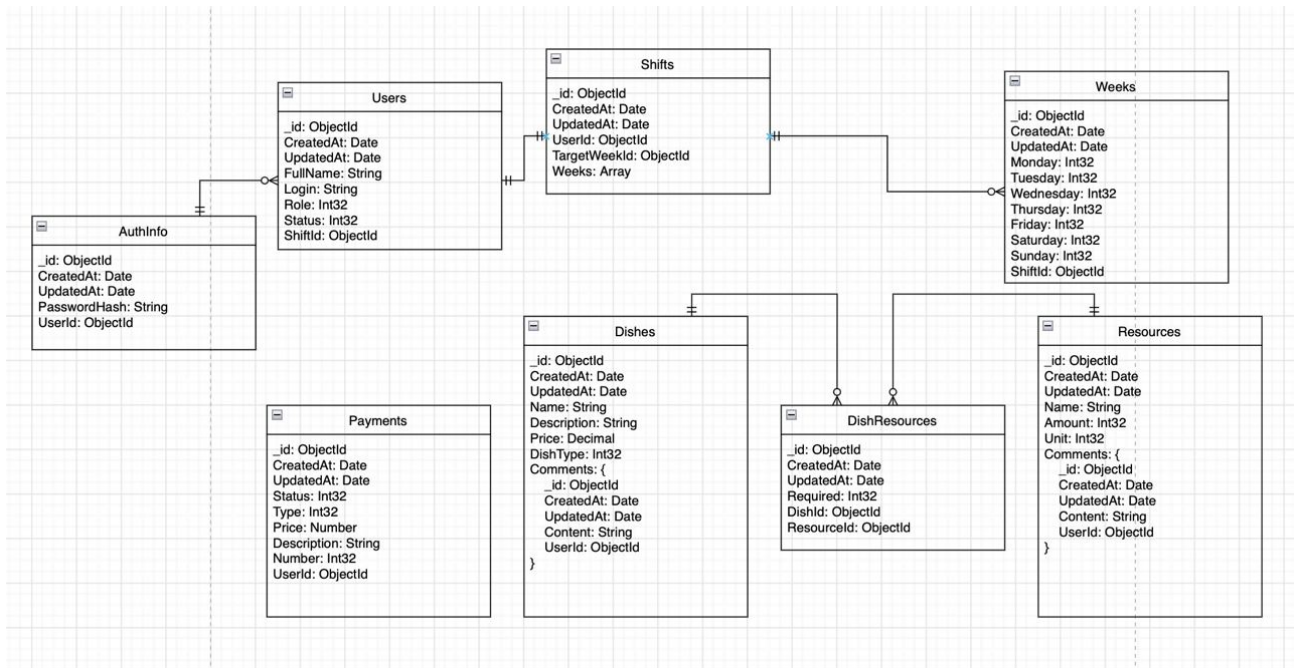 Shifts
_id: ObjectId
CreatedAt: Date
UpdatedAt: Date
UserId: ObjectId
TargetWeekId: ObjectId
Weeks: Array
Weeks
_id: ObjectId
CreatedAt: Date
UpdatedAt: Date
Monday: Int32
Tuesday: Int32
Wednesday: Int32
Thursday: Int32
Friday: Int32
Saturday: Int32
Sunday: Int32
ShiftId: ObjectId
Users
_id: ObjectId
CreatedAt: Date
UpdatedAt: Date
FullName: String
Login: String
Role: Int32
Status: Int32
ShiftId: ObjectId
AuthInfo
_id: ObjectId
CreatedAt: Date
UpdatedAt: Date
PasswordHash: String
UserId: ObjectId
Dishes
_id: ObjectId
CreatedAt: Date
UpdatedAt: Date
Name: String
Description: String
Price: Decimal
DishType: Int32
Comments: {
_id: ObjectId
CreatedAt: Date
UpdatedAt: Date
Content: String
UserId: ObjectId
}
Resources
_id: ObjectId
CreatedAt: Date
UpdatedAt: Date
Name: String
Amount: Int32
Unit: Int32
Comments: {
_id: ObjectId
CreatedAt: Date
UpdatedAt: Date
Content: String
UserId: ObjectId
}
Payments
_id: ObjectId
CreatedAt: Date
UpdatedAt: Date
Status: Int32
Type: Int32
Price: Number
Description: String
Number: Int32
UserId: ObjectId
DishResources
_id: ObjectId
CreatedAt: Date
UpdatedAt: Date
Required: Int32
DishId: ObjectId
ResourceId: ObjectId